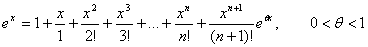 e^x = 1 + x/1 + x^2/2! + x^3/3! + ... + x^n/n! + x^{n+1}/(n+1)! e^{θx}, 0 < θ < 1